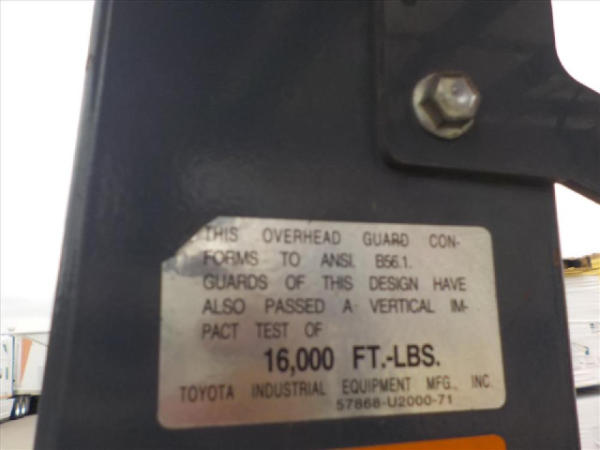 THIS OVERHEAD GUARD CON-
FORMS TO ANSI. B56.1.
GUARDS OF THIS DESIGN HAVE
ALSO PASSED A VERTICAL IM-
PACT TEST OF
16,000 FT.-LBS.
TOYOTA INDUSTRIAL EQUIPMENT MFG., INC.
57868-U2000-71